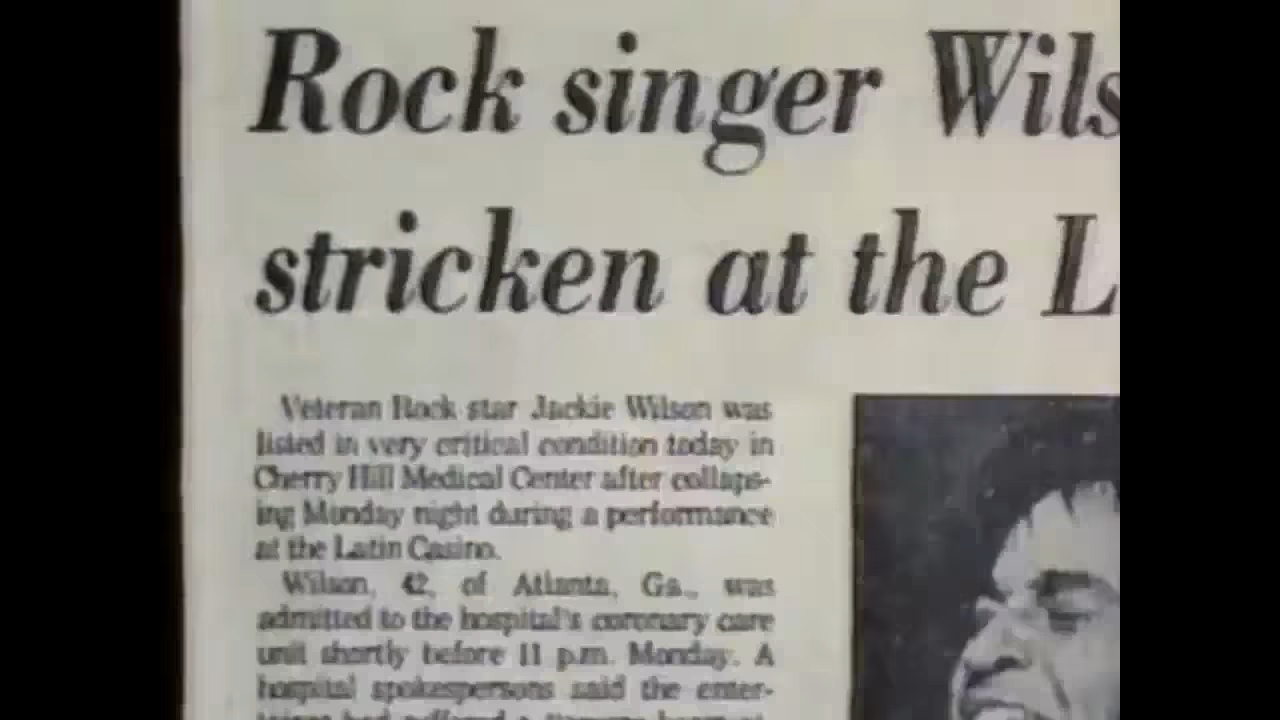 Rock singer Wils
stricken at the L
Veteran Rock star Jackie Wilson was
listed in very critical condition today in
Cherry Hill Medical Center after collaps-
ing Monday night during a performance
at the Latin Casino.
Wilson, 42, of Atlanta, Ga., was
admitted to the hospital's coronary care
unit shortly before 11 p.m. Monday. A
hospital spokespersons said the enter-
had suffered a